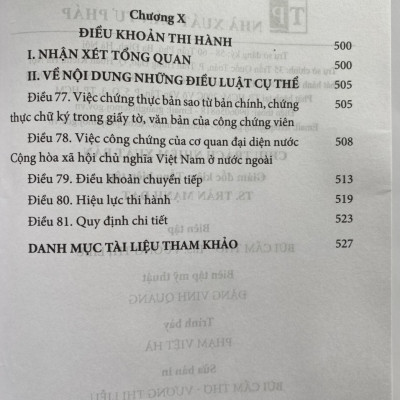 Chương X
ĐIỀU KHOẢN THI HÀNH 500
I. NHẬN XÉT TỔNG QUAN 500
II. VỀ NỘI DUNG NHỮNG ĐIỀU LUẬT CỤ THỂ 505
Điều 77. Việc chứng thực bản sao từ bản chính, chứng 505
thực chữ ký trong giấy tờ, văn bản của công chứng viên
Điều 78. Việc công chứng của cơ quan đại diện nước 508
Cộng hòa xã hội chủ nghĩa Việt Nam ở nước ngoài
Điều 79. Điều khoản chuyển tiếp 513
Điều 80. Hiệu lực thi hành 519
Điều 81. Quy định chi tiết 523
DANH MỤC TÀI LIỆU THAM KHẢO 527